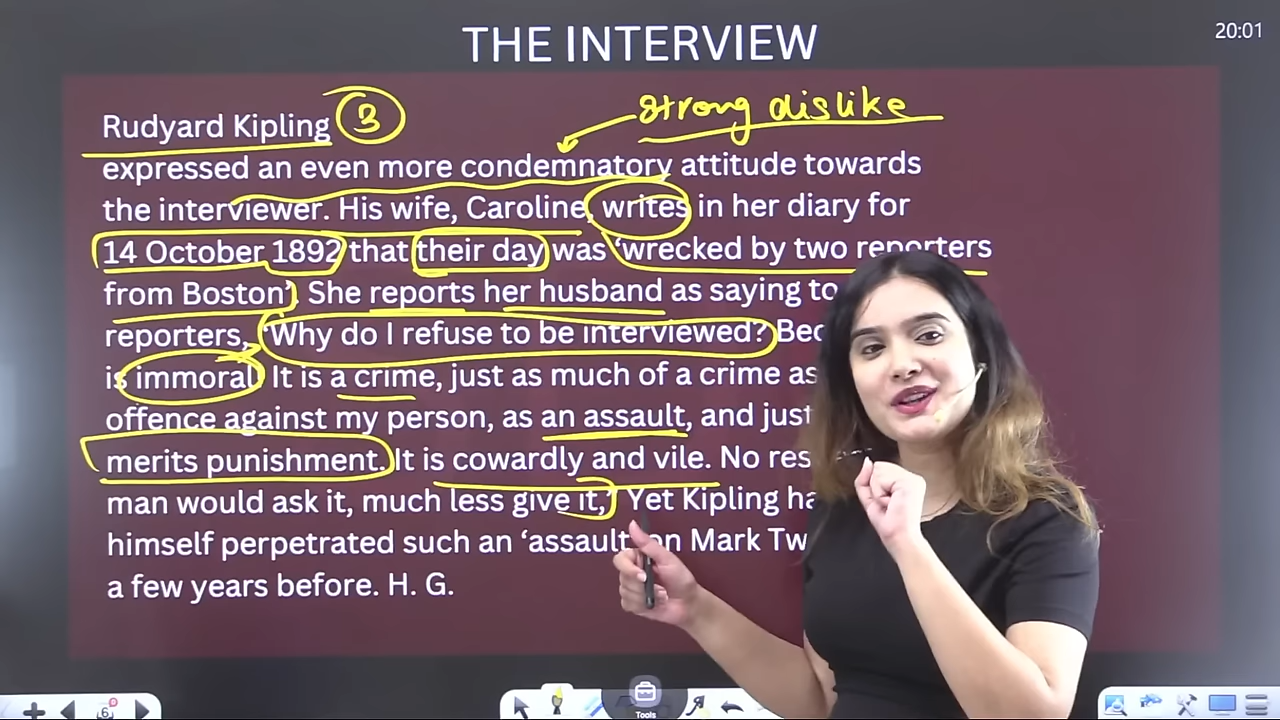 THE INTERVIEW
20:01
Rudyard Kipling 3
strong dislike
expressed an even more condemnatory attitude towards
the interviewer. His wife, Caroline, writes in her diary for
14 October 1892 that their day was ‘wrecked by two reporters
from Boston’. She reports her husband as saying to
reporters, ‘Why do I refuse to be interviewed?
is immoral! It is a crime, just as much of a crime as
offence against my person, as an assault, and just
merits punishment. It is cowardly and vile. No
man would ask it, much less give it,’ Yet Kipling
himself perpetrated such an ‘assault’ on Mark
a few years before. H. G.
Tools